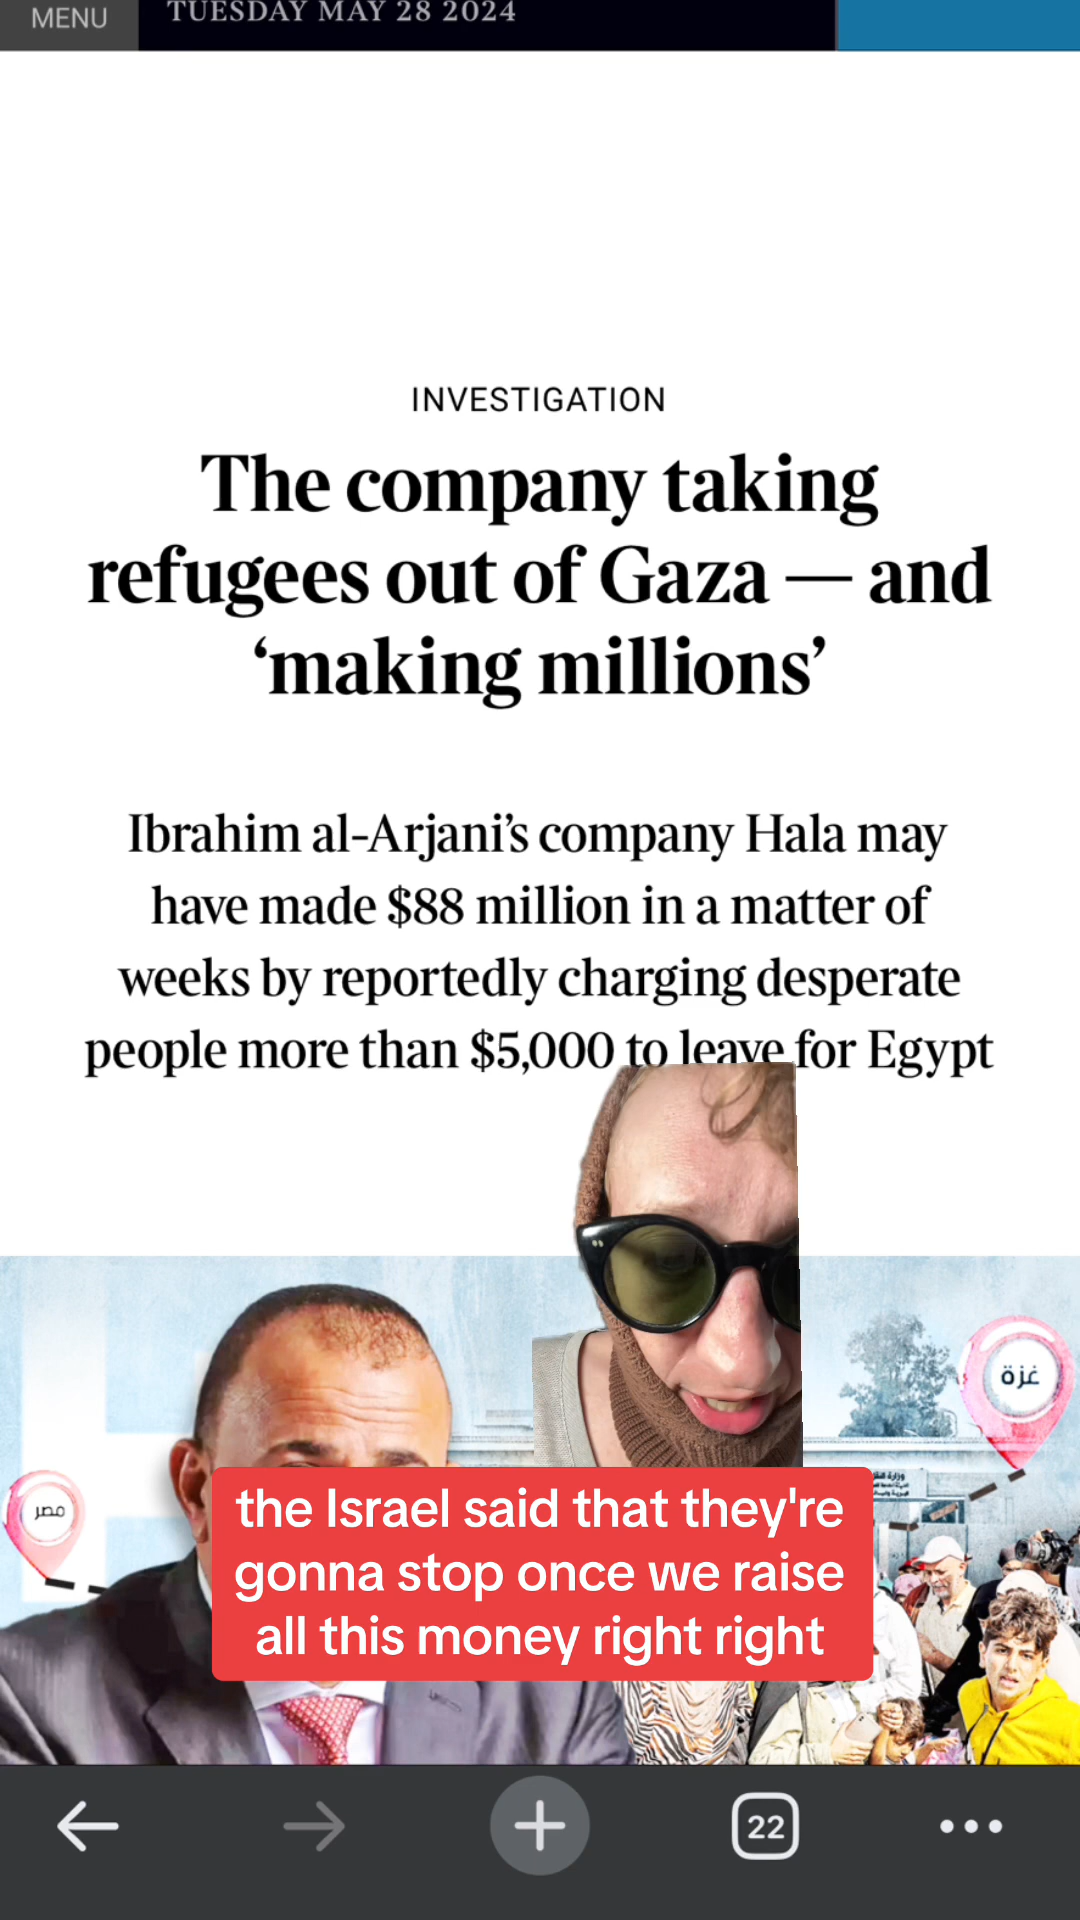 MENU
TUESDAY MAY 28 2024
INVESTIGATION
The company taking
refugees out of Gaza — and
‘making millions’
Ibrahim al-Arjani’s company Hala may
have made $88 million in a matter of
weeks by reportedly charging desperate
people more than $5,000 to leave for Egypt
غزة
مصر
the Israel said that they're
gonna stop once we raise
all this money right right
22